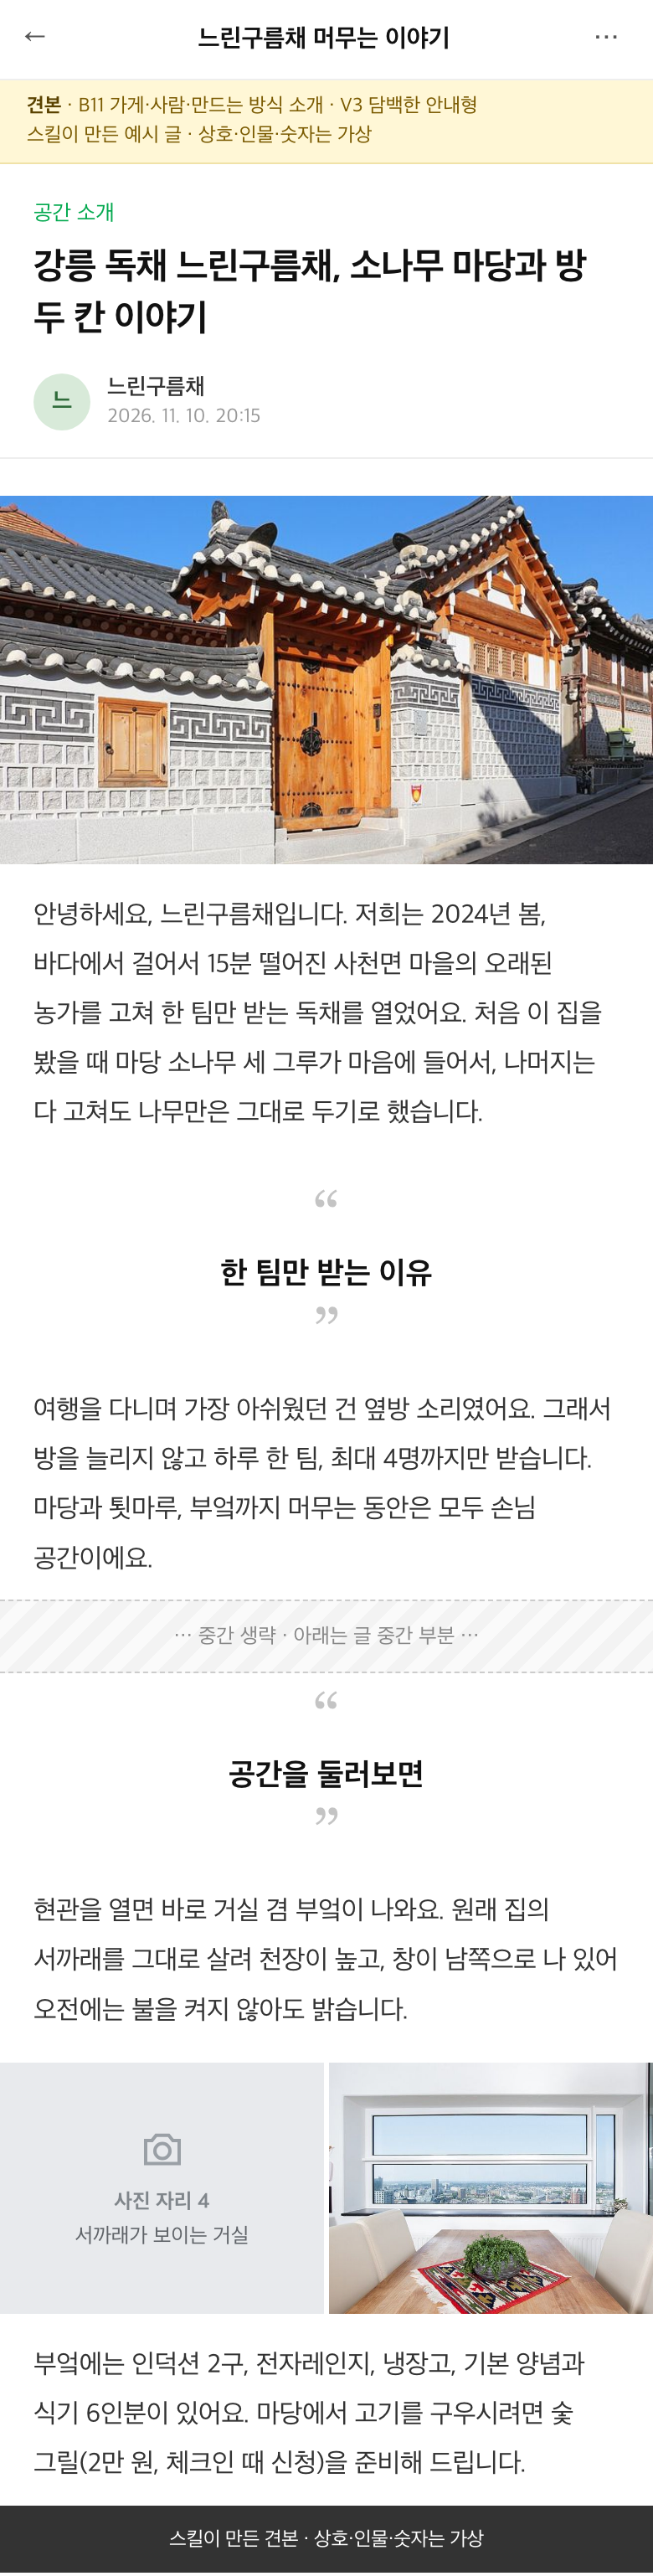 ← 느린구름채 머무는 이야기 ···
견본 · B11 가게·사람·만드는 방식 소개 · V3 담백한 안내형
스킬이 만든 예시 글 · 상호·인물·숫자는 가상
공간 소개
강릉 독채 느린구름채, 소나무 마당과 방
두 칸 이야기
느
느린구름채
2026. 11. 10. 20:15
안녕하세요, 느린구름채입니다. 저희는 2024년 봄,
바다에서 걸어서 15분 떨어진 사천면 마을의 오래된
농가를 고쳐 한 팀만 받는 독채를 열었어요. 처음 이 집을
봤을 때 마당 소나무 세 그루가 마음에 들어서, 나머지는
다 고쳐도 나무만은 그대로 두기로 했습니다.
“
한 팀만 받는 이유
”
여행을 다니며 가장 아쉬웠던 건 옆방 소리였어요. 그래서
방을 늘리지 않고 하루 한 팀, 최대 4명까지만 받습니다.
마당과 툇마루, 부엌까지 머무는 동안은 모두 손님
공간이에요.
··· 중간 생략 · 아래는 글 중간 부분 ···
“
공간을 둘러보면
”
현관을 열면 바로 거실 겸 부엌이 나와요. 원래 집의
서까래를 그대로 살려 천장이 높고, 창이 남쪽으로 나 있어
오전에는 불을 켜지 않아도 밝습니다.
사진 자리 4
서까래가 보이는 거실
부엌에는 인덕션 2구, 전자레인지, 냉장고, 기본 양념과
식기 6인분이 있어요. 마당에서 고기를 구우시려면 숯
그릴(2만 원, 체크인 때 신청)을 준비해 드립니다.
스킬이 만든 견본 · 상호·인물·숫자는 가상